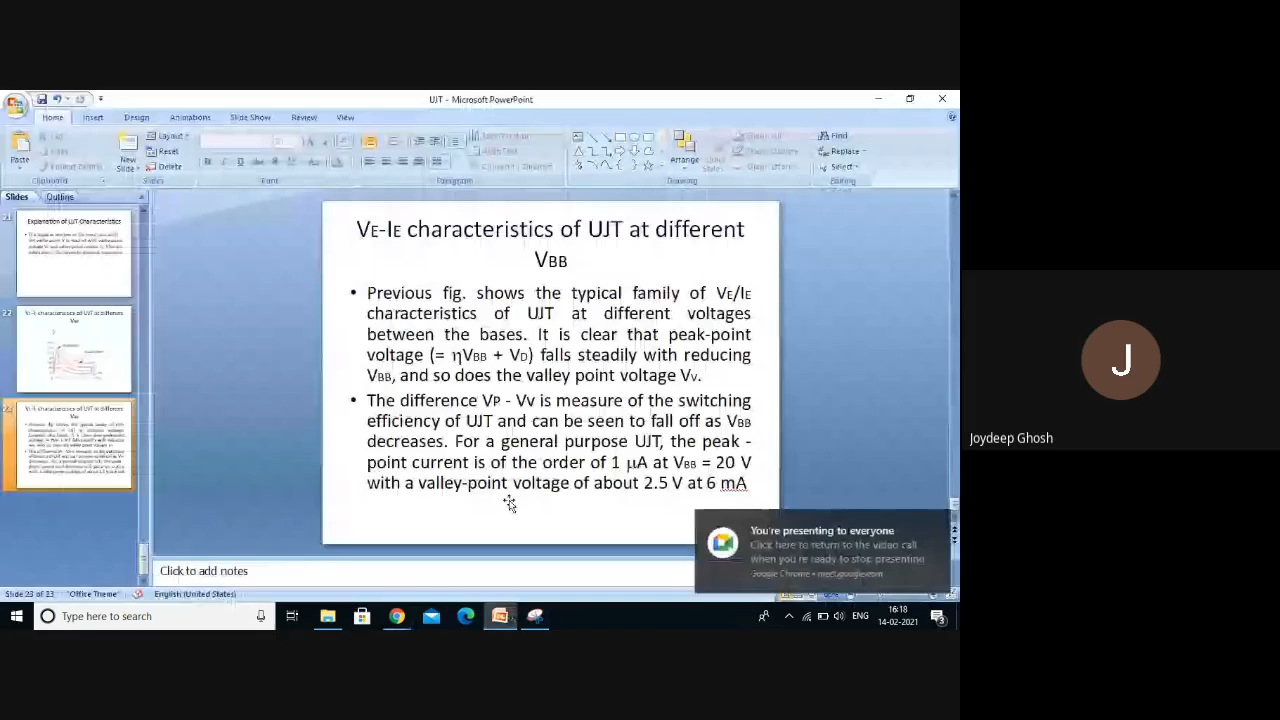 UJT - Microsoft PowerPoint
Home Insert Design Animations Slide Show Review View
Paste
New
Slide
Layout
Reset
Delete
Arrange
Find
Replace
Select
Clipboard Slides Font Paragraph Drawing Editing
Slides Outline
21
Explanation of UJT Characteristics
22
VE-IE characteristics of UJT at different
VBB
VE-IE characteristics of UJT at different
VBB
VE-IE characteristics of UJT at different
VBB
• Previous fig. shows the typical family of VE/IE
characteristics of UJT at different voltages
between the bases. It is clear that peak-point
voltage (= ηVBB + VD) falls steadily with reducing
VBB, and so does the valley point voltage VV.
• The difference VP - VV is measure of the switching
efficiency of UJT and can be seen to fall off as VBB
decreases. For a general purpose UJT, the peak -
point current is of the order of 1 μA at VBB = 20 V
with a valley-point voltage of about 2.5 V at 6 mA
You're presenting to everyone
Click here to return to the video call
when you're ready to stop presenting
Google Chrome • meet.google.com
Click to add notes
Slide 23 of 23 "Office Theme" English (United States)
Type here to search
ENG
16:18
14-02-2021
3
J
Joydeep Ghosh